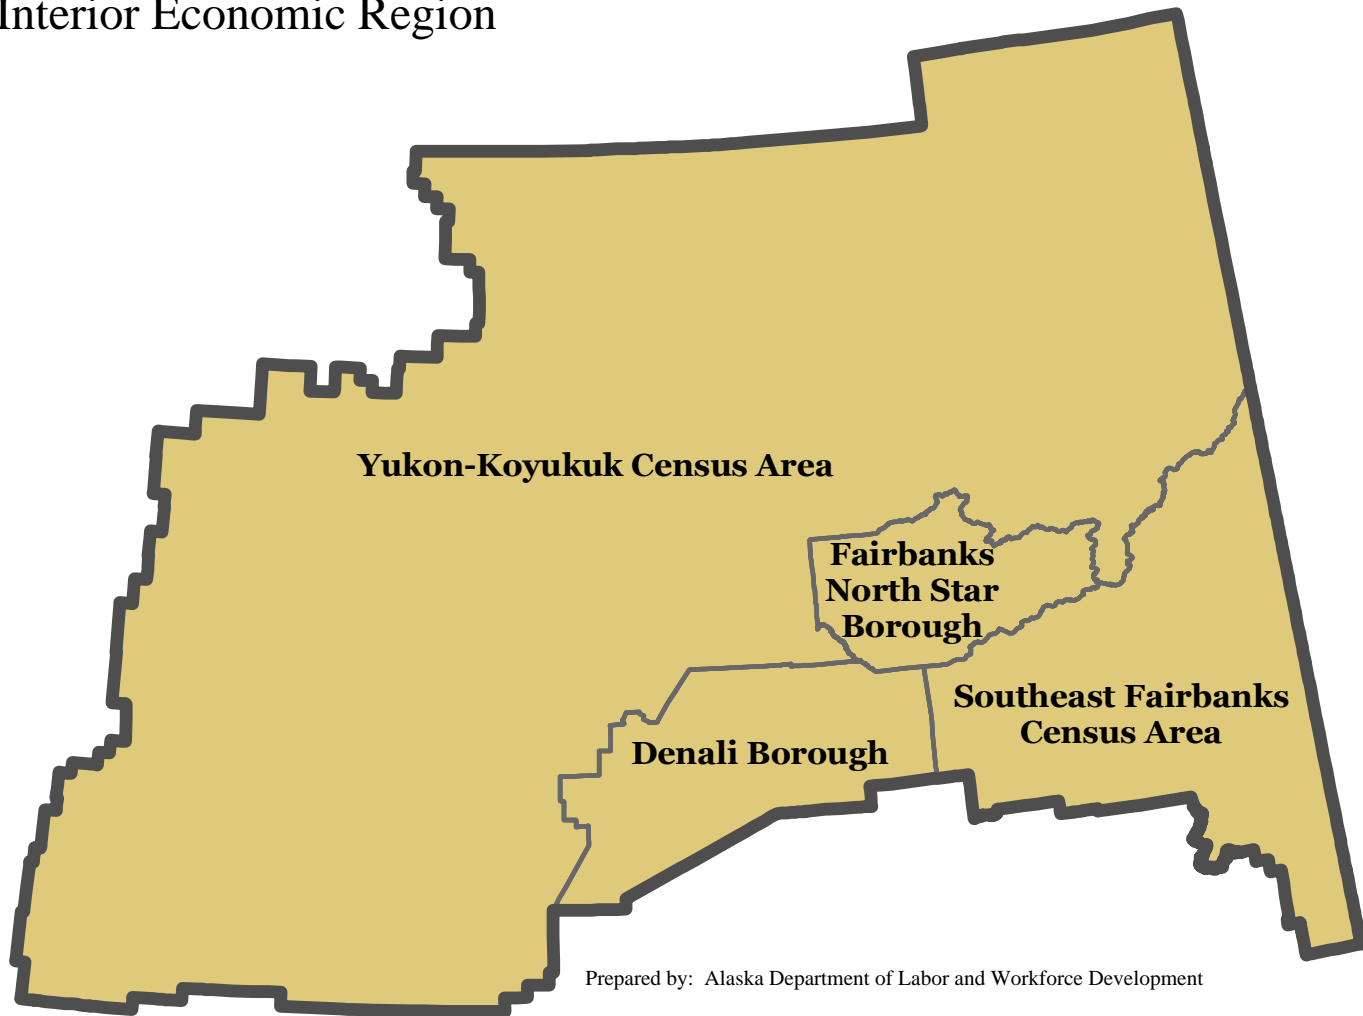 Interior Economic Region
Yukon-Koyukuk Census Area
Fairbanks
North Star
Borough
Southeast Fairbanks
Census Area
Denali Borough
Prepared by:  Alaska Department of Labor and Workforce Development